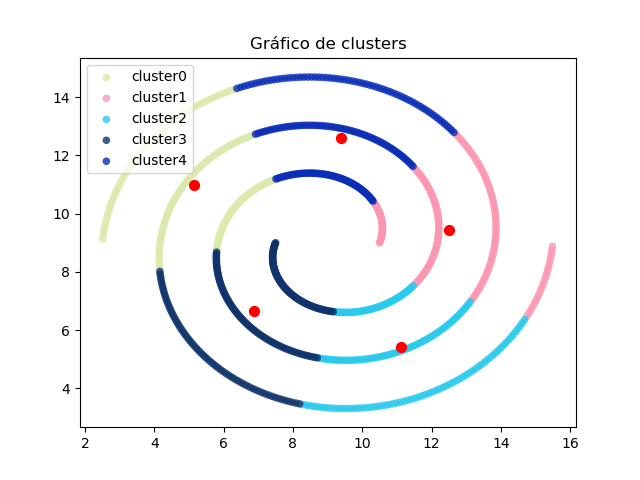 Gráfico de clusters
cluster0
cluster1
cluster2
cluster3
cluster4
14
12
10
8
6
4
2 4 6 8 10 12 14 16